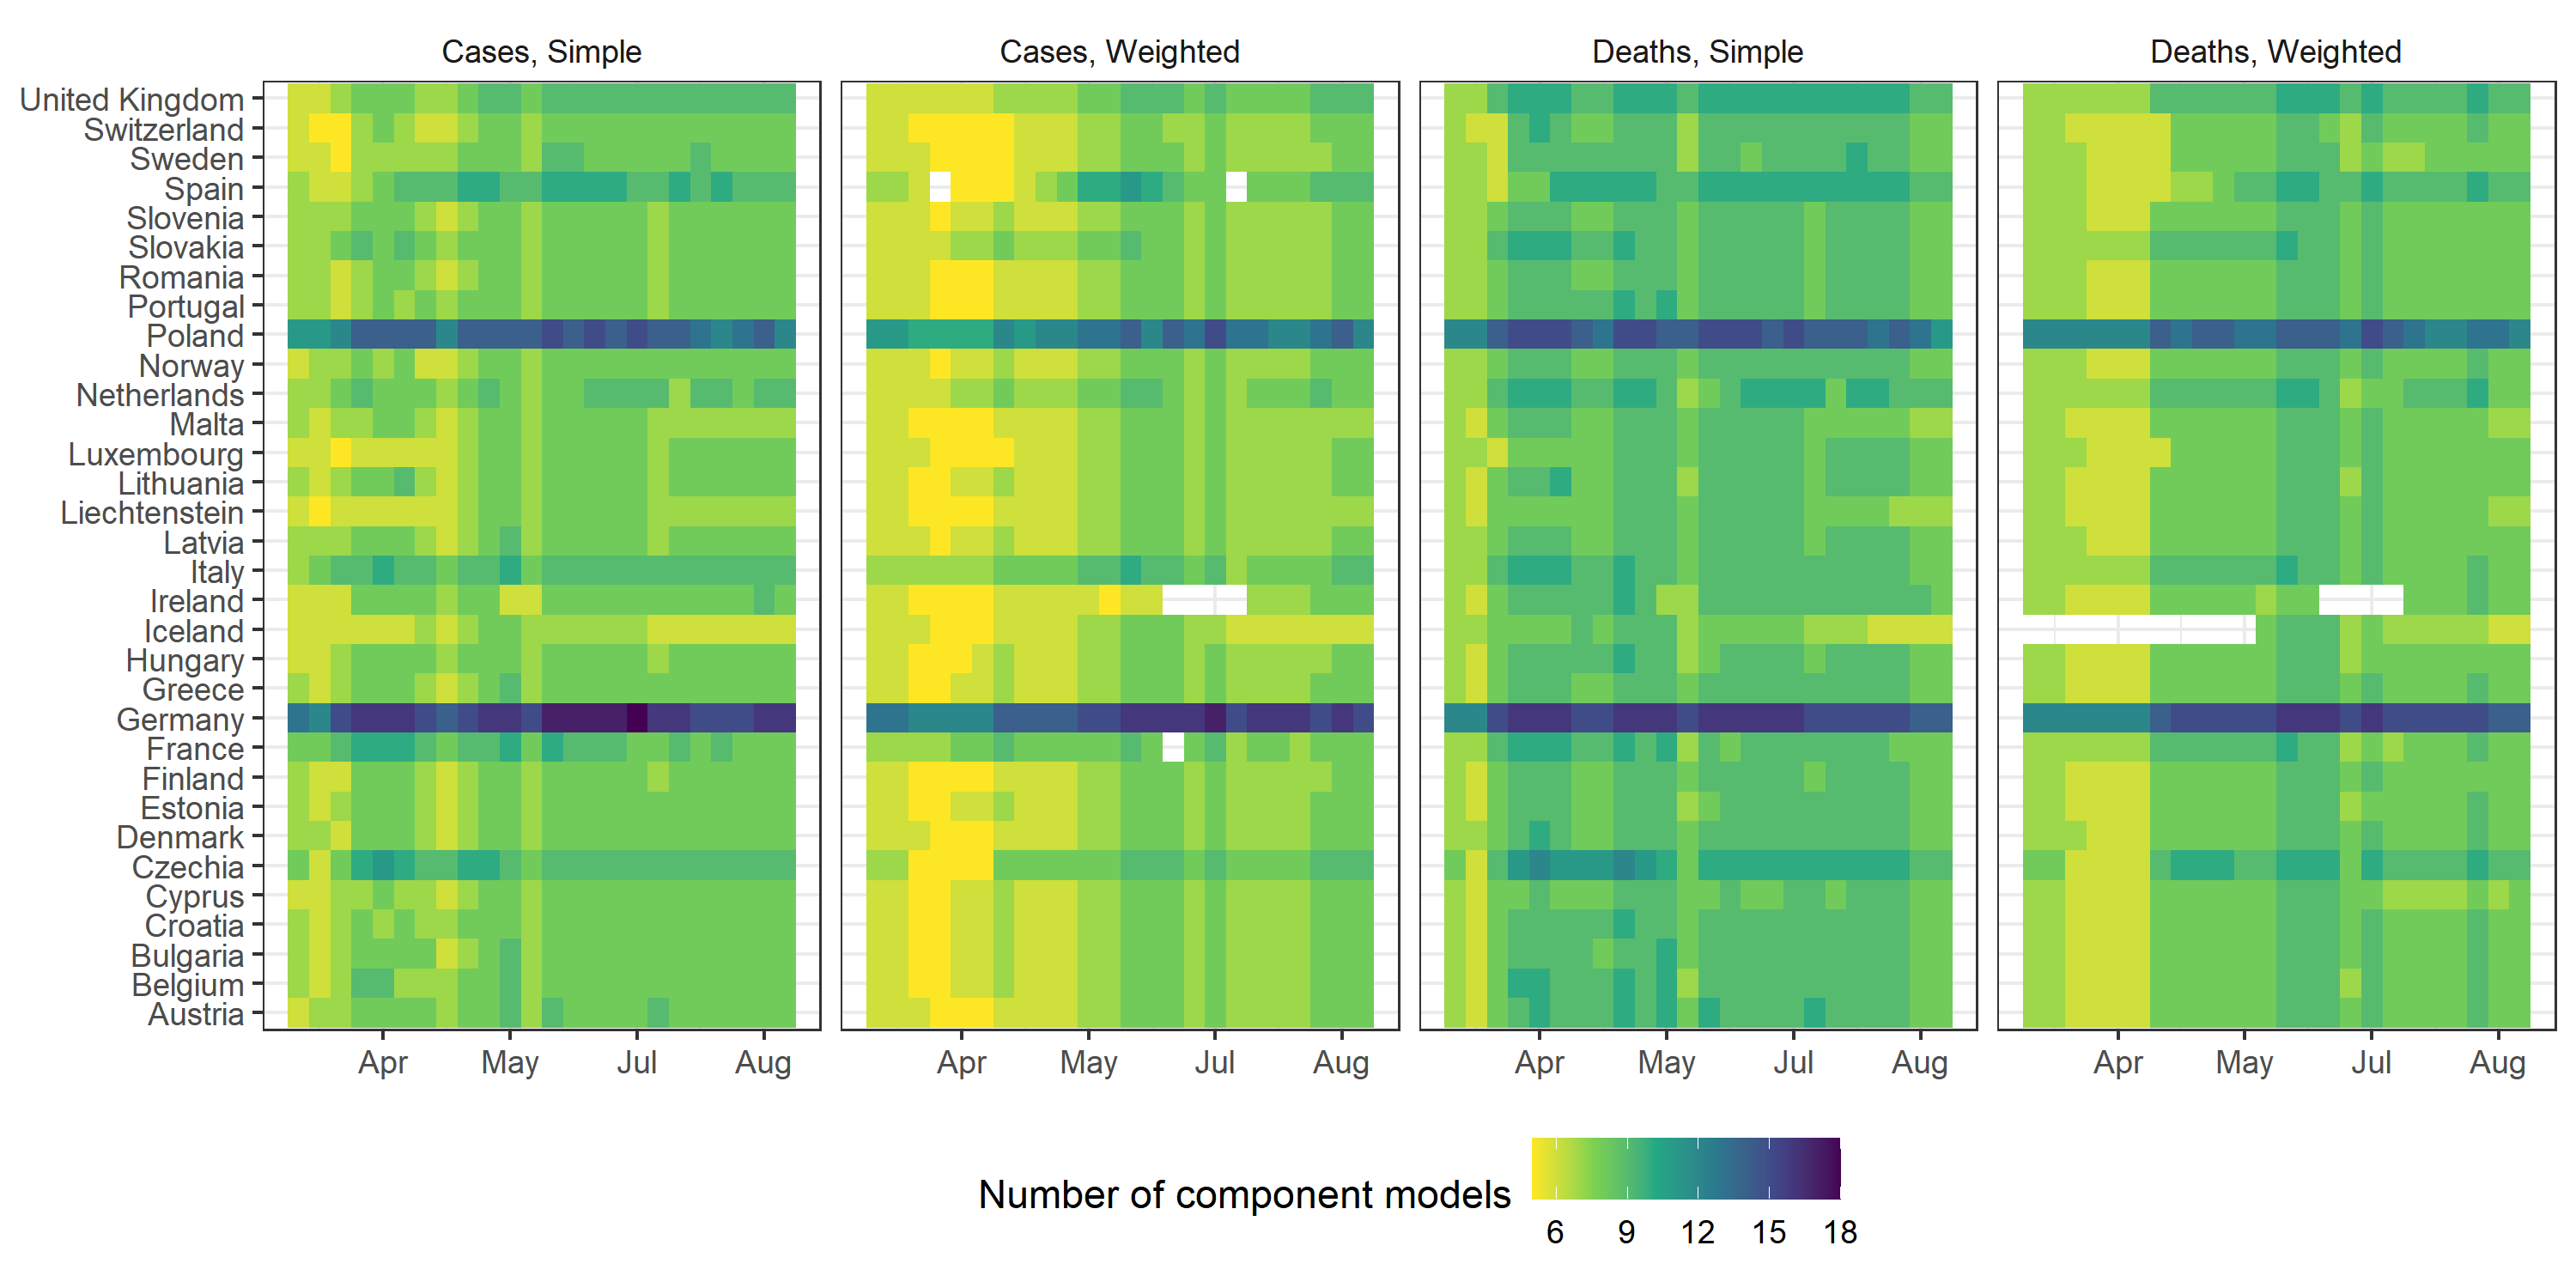 Cases, Simple
Cases, Weighted
Deaths, Simple
Deaths, Weighted
United Kingdom
Switzerland
Sweden
Spain
Slovenia
Slovakia
Romania
Portugal
Poland
Norway
Netherlands
Malta
Luxembourg
Lithuania
Liechtenstein
Latvia
Italy
Ireland
Iceland
Hungary
Greece
Germany
France
Finland
Estonia
Denmark
Czechia
Cyprus
Croatia
Bulgaria
Belgium
Austria
Apr May Jul Aug
Apr May Jul Aug
Apr May Jul Aug
Apr May Jul Aug
Number of component models
6 9 12 15 18